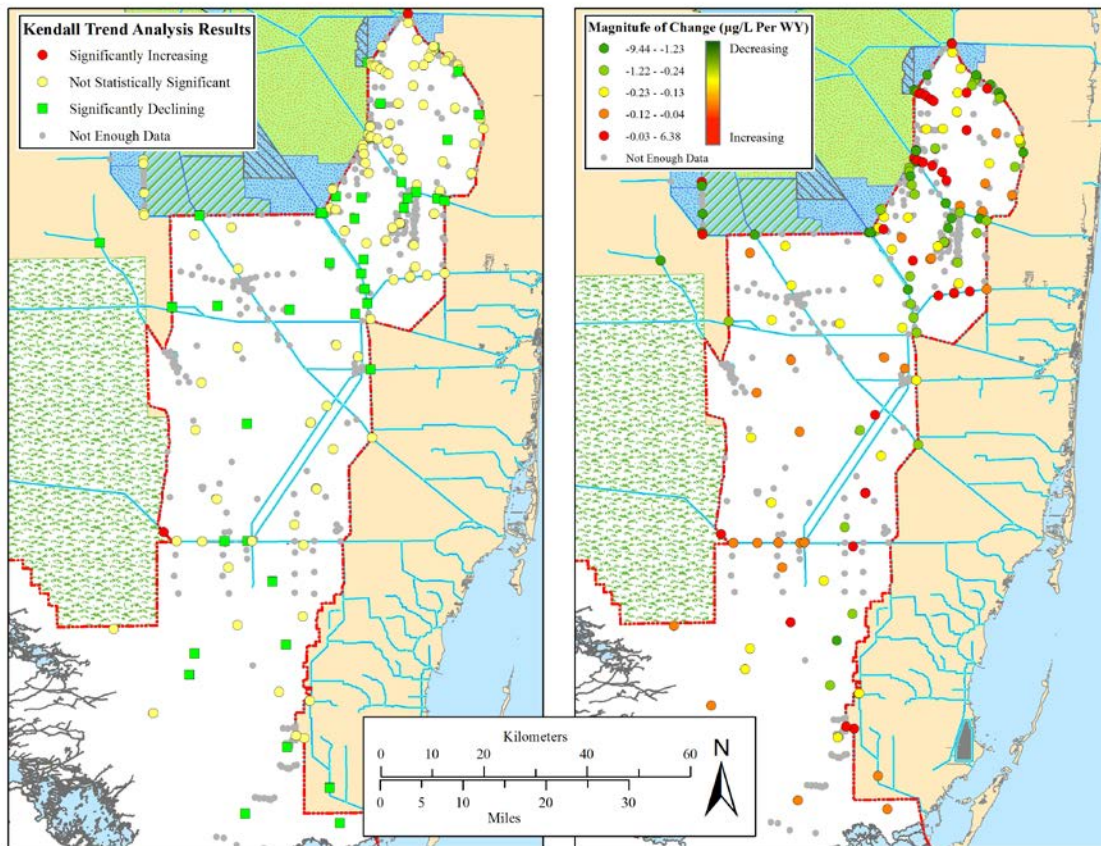 Kendall Trend Analysis Results
Significantly Increasing
Not Statistically Significant
Significantly Declining
Not Enough Data
Magnitufe of Change (µg/L Per WY)
-9.44 - -1.23
-1.22 - -0.24
-0.23 - -0.13
-0.12 - -0.04
-0.03 - 6.38
Not Enough Data
Decreasing
Increasing
Kilometers
0 10 20 40 60
0 5 10 20 30
Miles
N